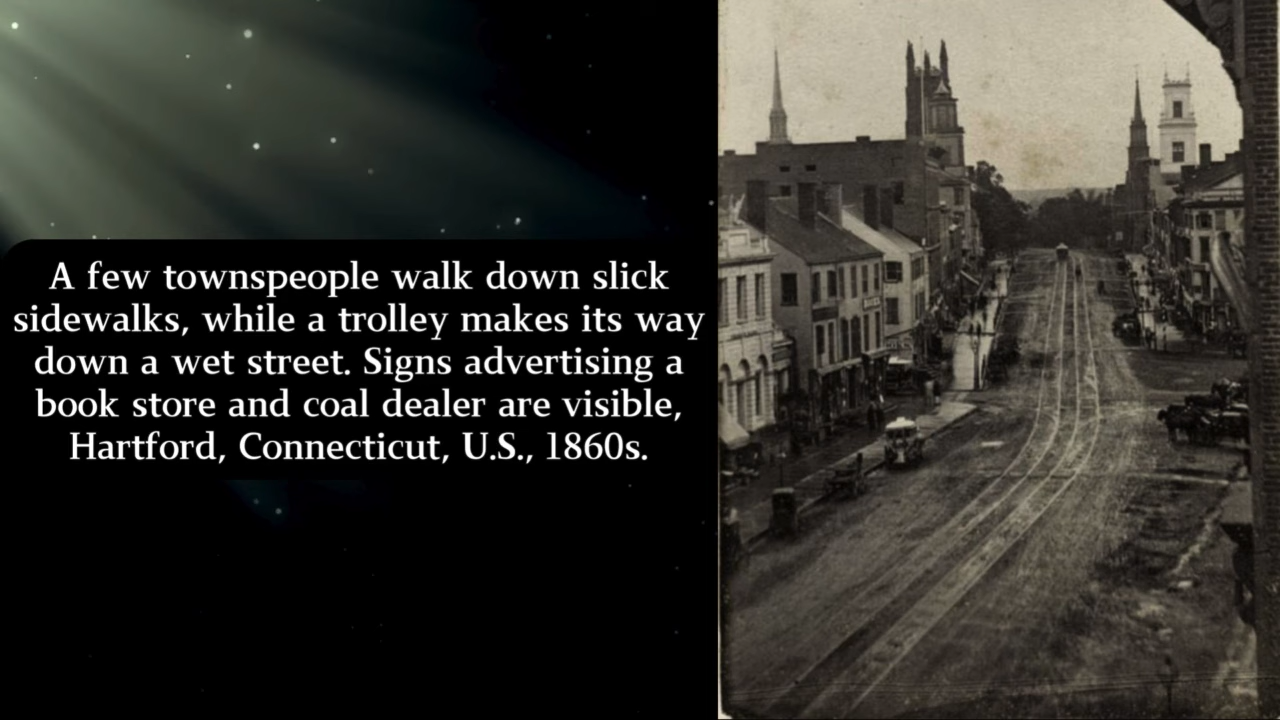 A few townspeople walk down slick
sidewalks, while a trolley makes its way
down a wet street. Signs advertising a
book store and coal dealer are visible,
Hartford, Connecticut, U.S., 1860s.